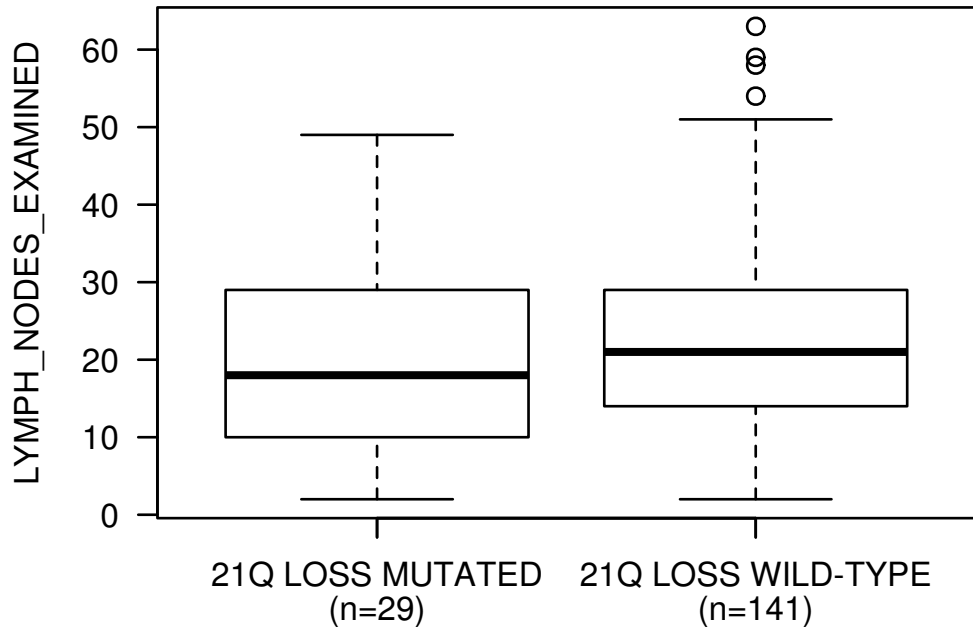 LYMPH_NODES_EXAMINED
60
50
40
30
20
10
0
21Q LOSS MUTATED
(n=29)
21Q LOSS WILD-TYPE
(n=141)